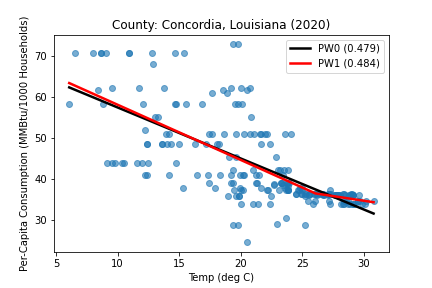 County: Concordia, Louisiana (2020)
PW0 (0.479)
PW1 (0.484)
Per-Capita Consumption (MMBtu/1000 Households)
70
60
50
40
30
5 10 15 20 25 30
Temp (deg C)